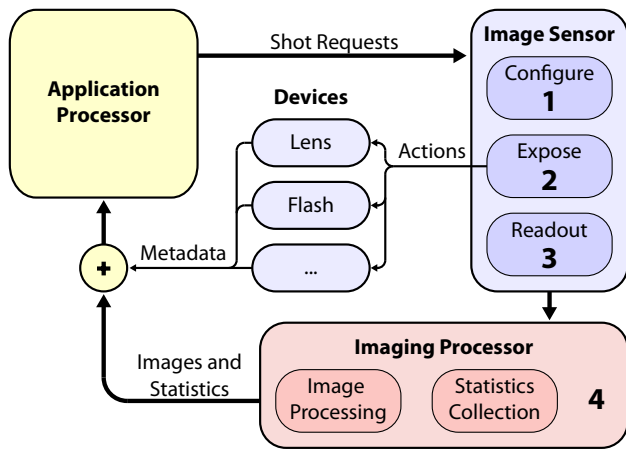 Shot Requests
Image Sensor
Application
Processor
Configure
1
Devices
Lens
Actions
Expose
2
Flash
Readout
3
Metadata
...
+
Imaging Processor
Images and
Statistics
Image
Processing
Statistics
Collection
4